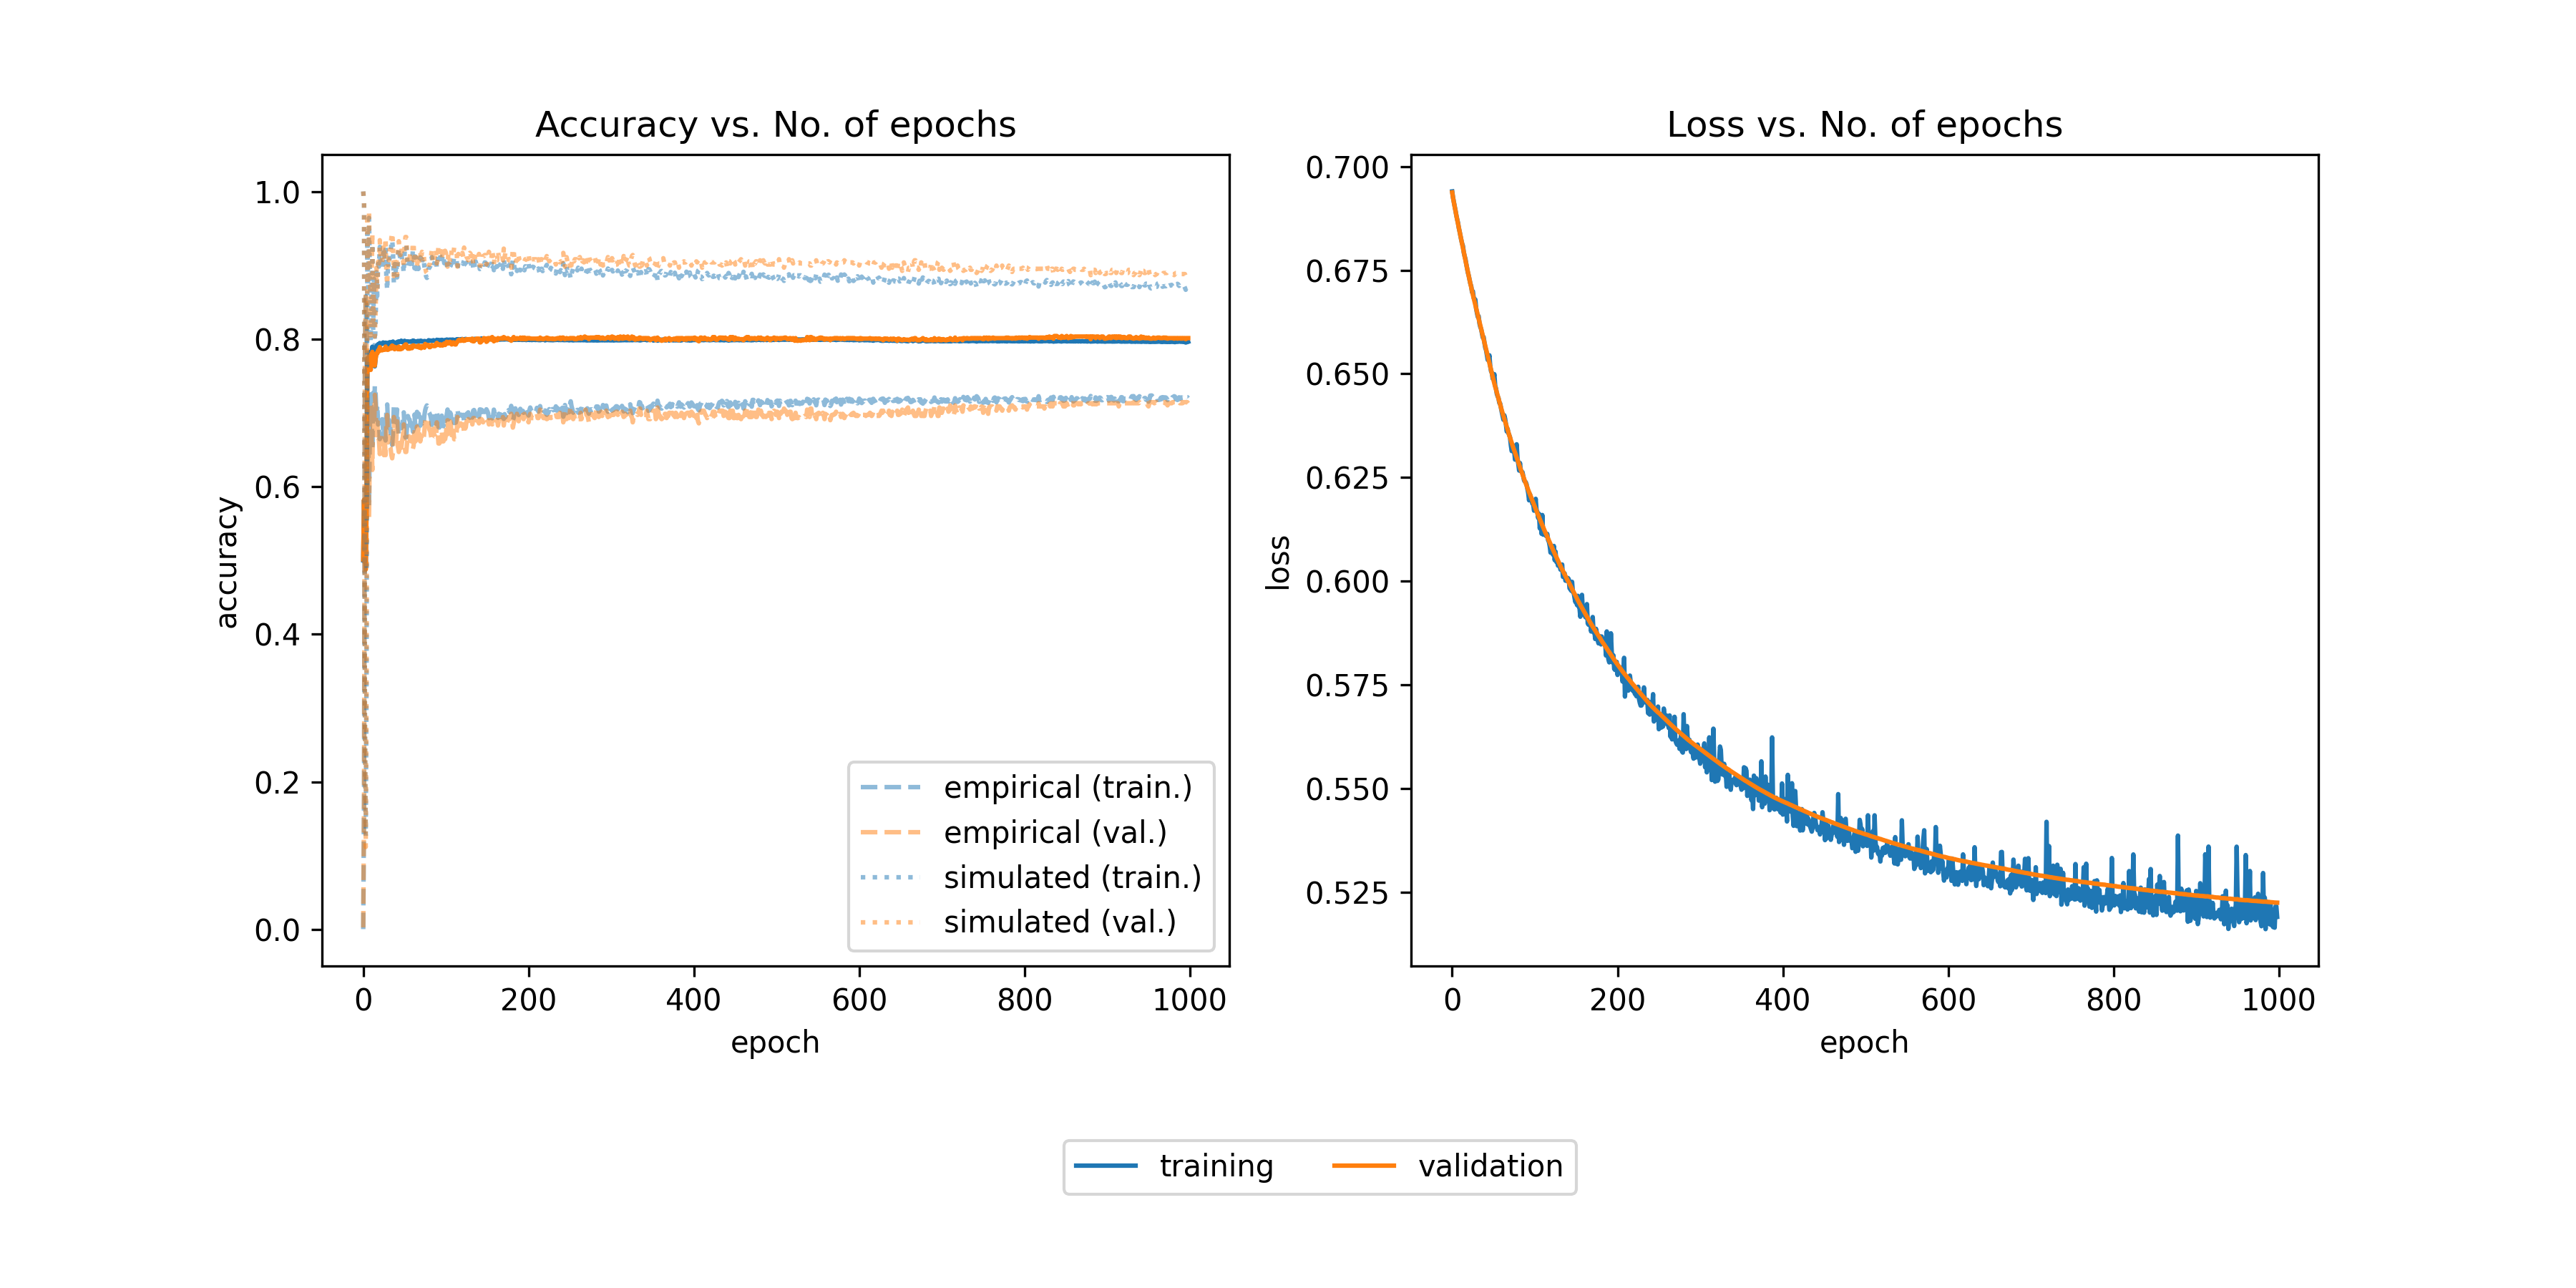 Accuracy vs. No. of epochs
accuracy
1.0
0.8
0.6
0.4
0.2
0.0
0 200 400 600 800 1000
epoch
empirical (train.)
empirical (val.)
simulated (train.)
simulated (val.)
Loss vs. No. of epochs
loss
0.700
0.675
0.650
0.625
0.600
0.575
0.550
0.525
0 200 400 600 800 1000
epoch
training validation